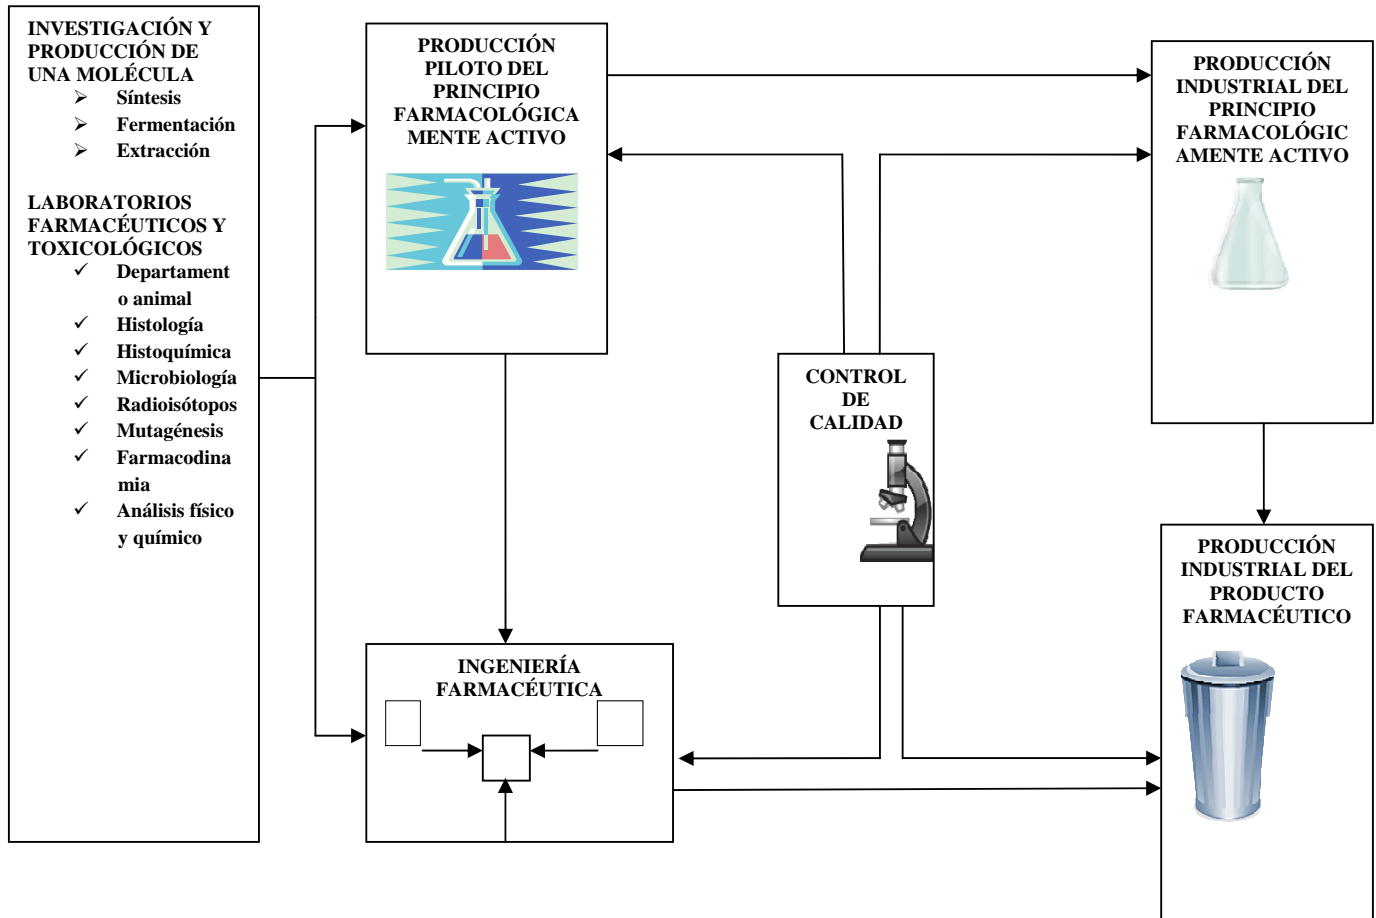 INVESTIGACIÓN Y
PRODUCCIÓN DE
UNA MOLÉCULA
➢ Síntesis
➢ Fermentación
➢ Extracción
LABORATORIOS
FARMACÉUTICOS Y
TOXICOLÓGICOS
✓ Departament
o animal
✓ Histología
✓ Histoquímica
✓ Microbiología
✓ Radioisótopos
✓ Mutagénesis
✓ Farmacodina
mia
✓ Análisis físico
y químico
PRODUCCIÓN
PILOTO DEL
PRINCIPIO
FARMACOLÓGICA
MENTE ACTIVO
PRODUCCIÓN
INDUSTRIAL DEL
PRINCIPIO
FARMACOLÓGIC
AMENTE ACTIVO
CONTROL
DE
CALIDAD
INGENIERÍA
FARMACÉUTICA
PRODUCCIÓN
INDUSTRIAL DEL
PRODUCTO
FARMACÉUTICO